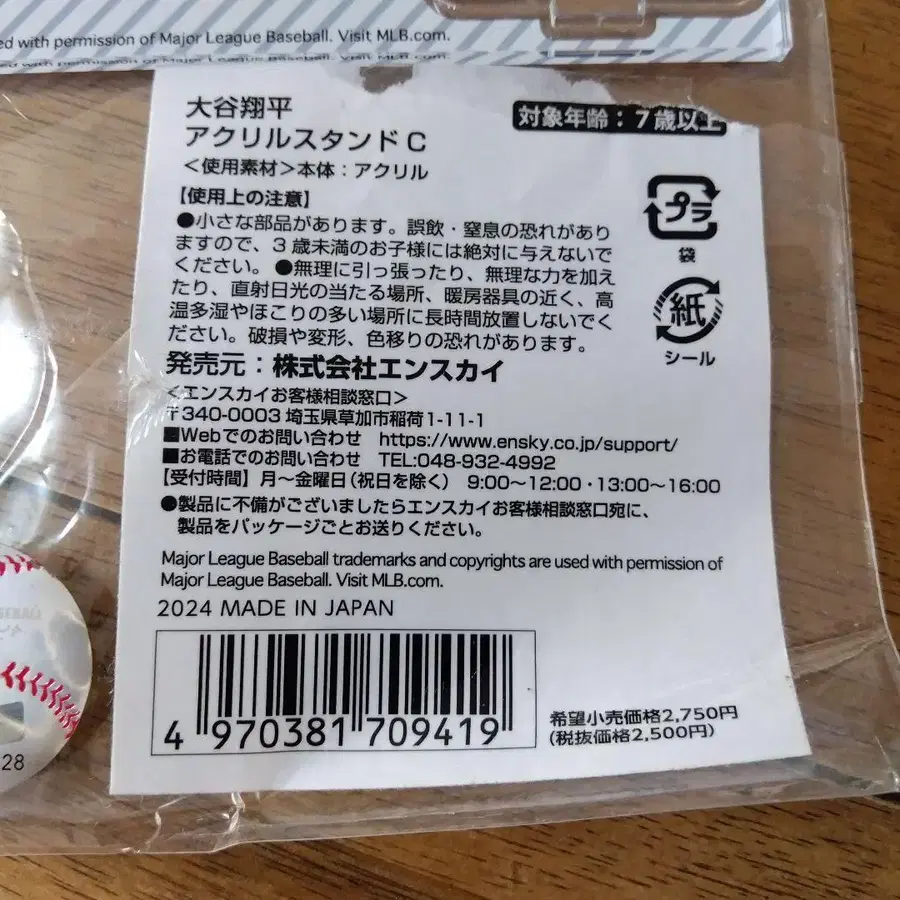 ed with permission of Major League Baseball. Visit MLB.com.
ed with permission of Major League Baseball. Visit MLB.com.
大谷翔平
アクリルスタンド C
対象年齢：7歳以上
＜使用素材＞本体：アクリル
【使用上の注意】
●小さな部品があります。誤飲・窒息の恐れがあり
ますので、3歳未満のお子様には絶対に与えないで
ください。●無理に引っ張ったり、無理な力を加え
たり、直射日光の当たる場所、暖房器具の近く、高
温多湿やほこりの多い場所に長時間放置しないでく
ださい。破損や変形、色移りの恐れがあります。
プラ
袋
紙
シール
発売元：株式会社エンスカイ
＜エンスカイお客様相談窓口＞
〒340-0003 埼玉県草加市稲荷1-11-1
■Webでのお問い合わせ https://www.ensky.co.jp/support/
■お電話でのお問い合わせ TEL:048-932-4992
【受付時間】月～金曜日（祝日を除く） 9:00～12:00・13:00～16:00
●製品に不備がございましたらエンスカイお客様相談窓口宛に、
製品をパッケージごとお送りください。
Major League Baseball trademarks and copyrights are used with permission of
Major League Baseball. Visit MLB.com.
2024 MADE IN JAPAN
4 970381 709419
希望小売価格2,750円
(税抜価格2,500円)
28